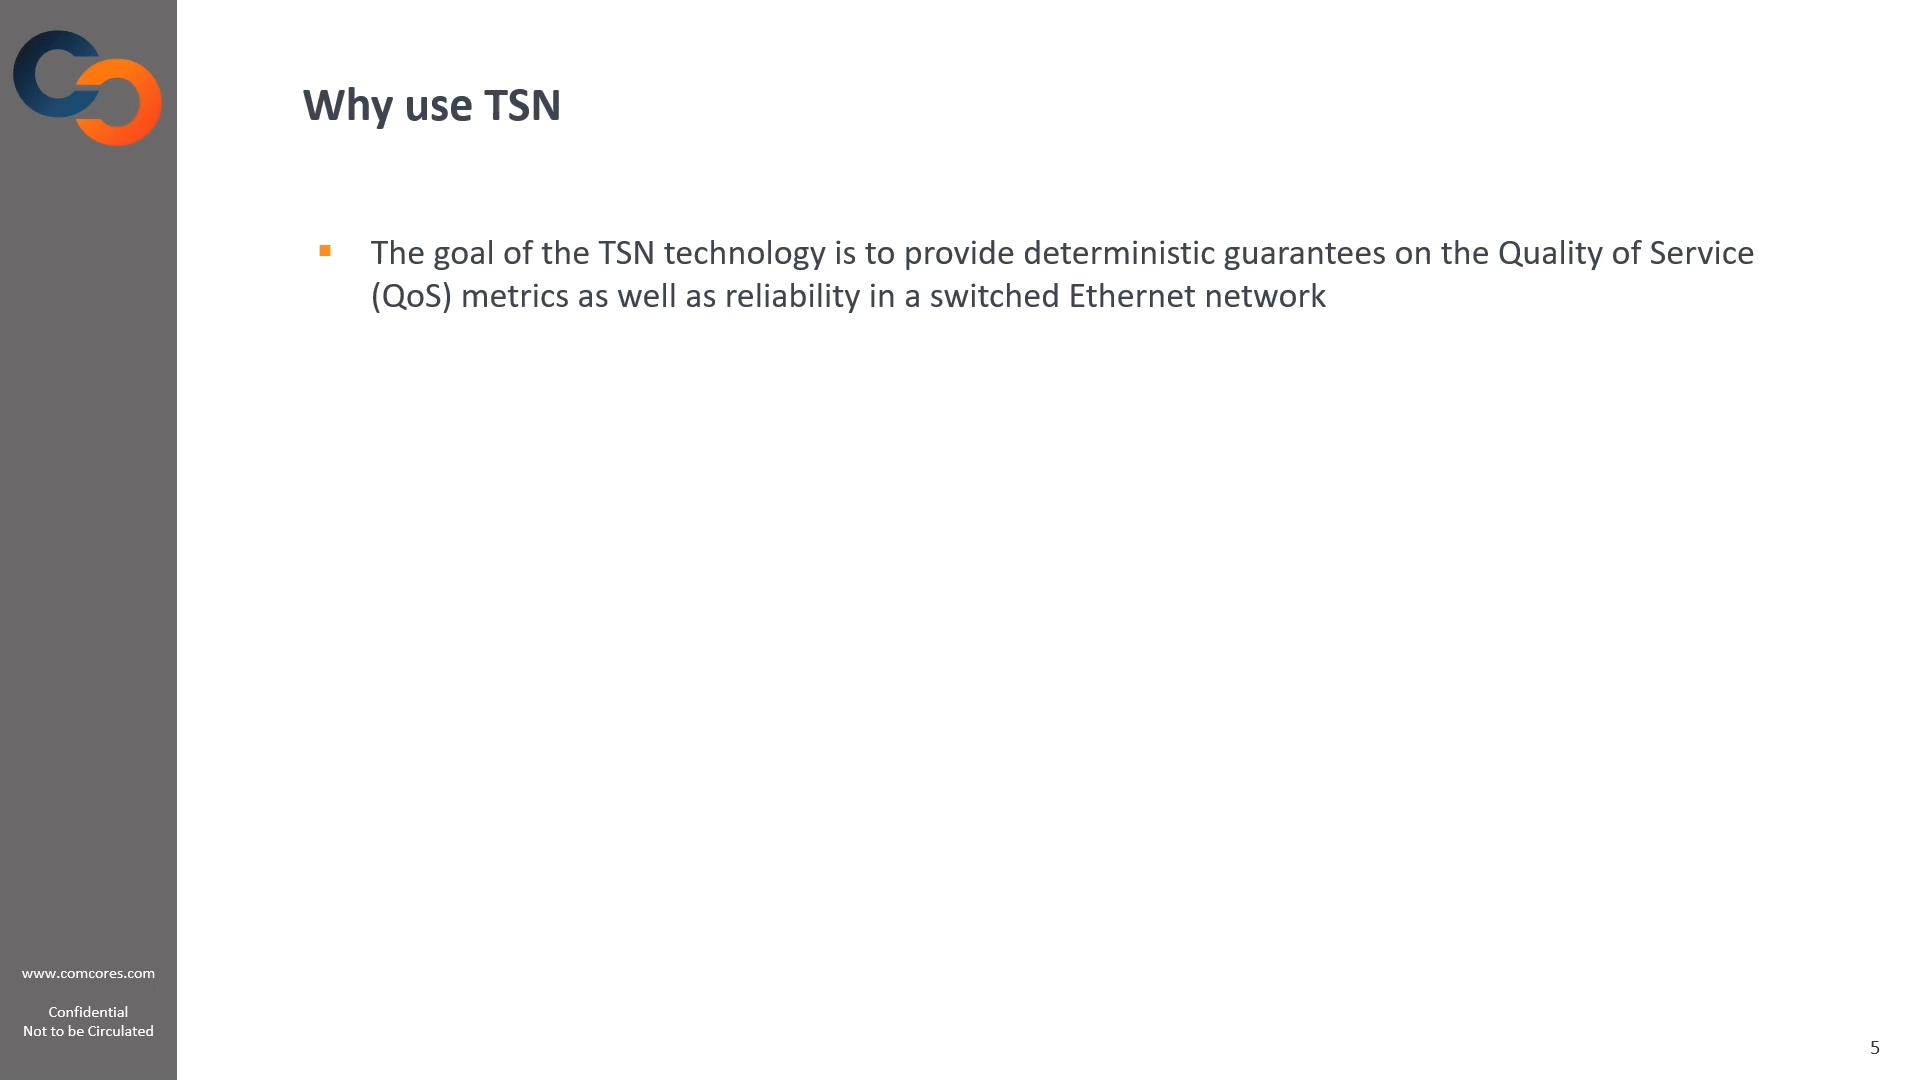 Why use TSN
▪ The goal of the TSN technology is to provide deterministic guarantees on the Quality of Service
(QoS) metrics as well as reliability in a switched Ethernet network
www.comcores.com
Confidential
Not to be Circulated
5